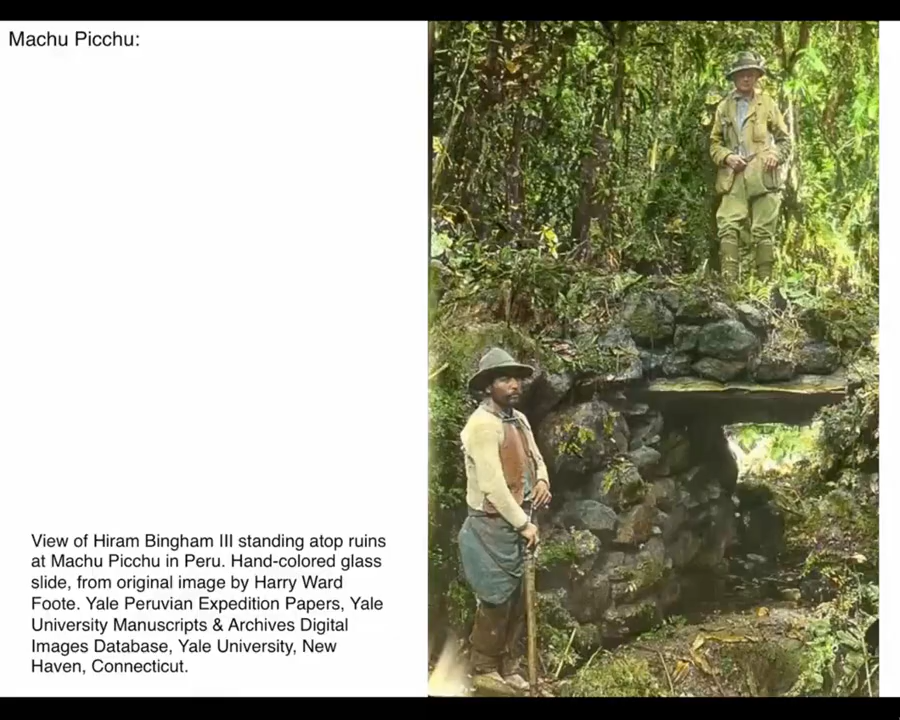 Machu Picchu:
View of Hiram Bingham III standing atop ruins
at Machu Picchu in Peru. Hand-colored glass
slide, from original image by Harry Ward
Foote. Yale Peruvian Expedition Papers, Yale
University Manuscripts & Archives Digital
Images Database, Yale University, New
Haven, Connecticut.